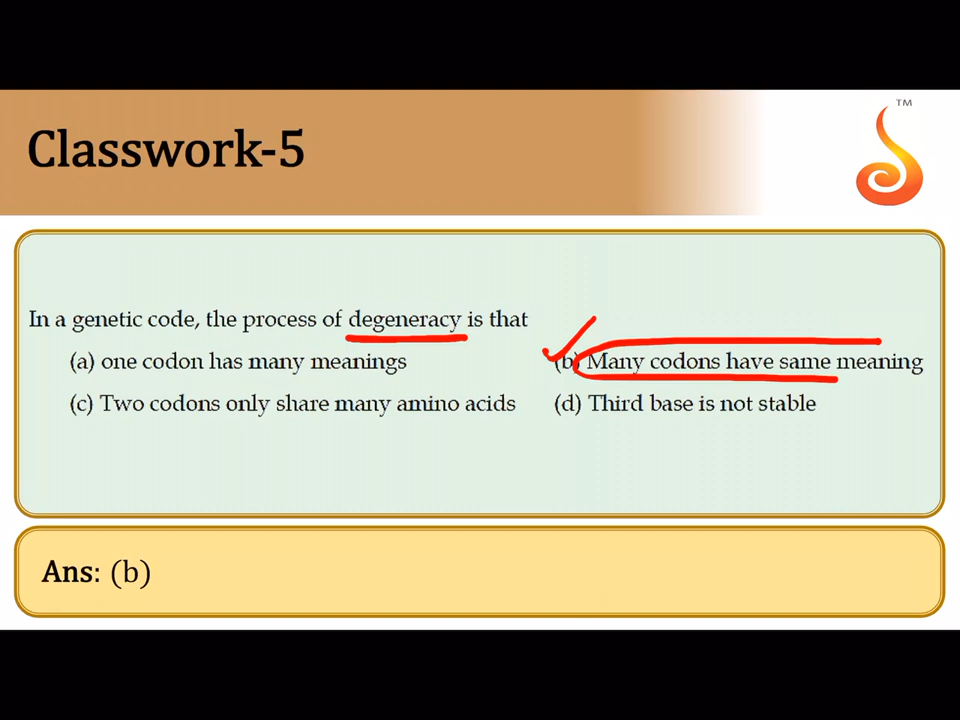 TM
Classwork-5
In a genetic code, the process of degeneracy is that
(a) one codon has many meanings (b) Many codons have same meaning
(c) Two codons only share many amino acids (d) Third base is not stable
Ans: (b)